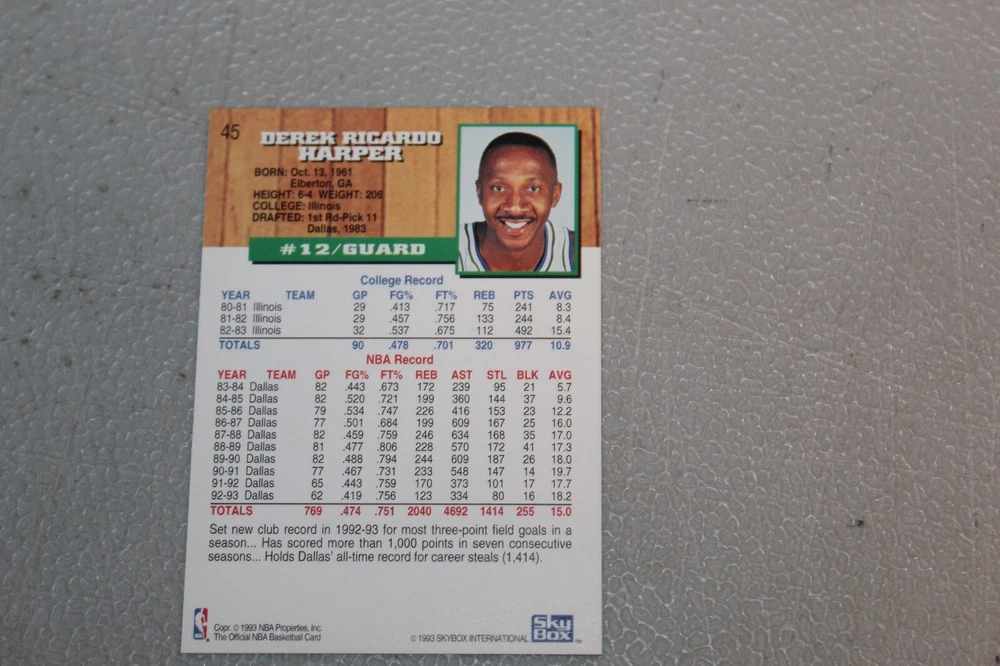 45
DEREK RICARDO
HARPER
BORN: Oct. 13, 1961
Elberton, GA
HEIGHT: 6-4 WEIGHT: 206
COLLEGE: Illinois
DRAFTED: 1st Rd-Pick 11
Dallas, 1983
#12/GUARD
College Record
YEAR TEAM GP FG% FT% REB PTS AVG
80-81 Illinois 29 .413 .717 75 241 8.3
81-82 Illinois 29 .457 .756 133 244 8.4
82-83 Illinois 32 .537 .675 112 492 15.4
TOTALS 90 .478 .701 320 977 10.9
NBA Record
YEAR TEAM GP FG% FT% REB AST STL BLK AVG
83-84 Dallas 82 .443 .673 172 239 95 21 5.7
84-85 Dallas 82 .520 .721 199 360 144 37 9.6
85-86 Dallas 79 .534 .747 226 416 153 23 12.2
86-87 Dallas 77 .501 .684 199 609 167 25 16.0
87-88 Dallas 82 .459 .759 246 634 168 35 17.0
88-89 Dallas 81 .477 .806 228 570 172 41 17.3
89-90 Dallas 82 .488 .794 244 609 187 26 18.0
90-91 Dallas 77 .467 .731 233 548 147 14 19.7
91-92 Dallas 65 .443 .759 170 373 101 17 17.7
92-93 Dallas 62 .419 .756 123 334 80 16 18.2
TOTALS 769 .474 .751 2040 4692 1414 255 15.0
Set new club record in 1992-93 for most three-point field goals in a
season... Has scored more than 1,000 points in seven consecutive
seasons... Holds Dallas' all-time record for career steals (1,414).
Copr. © 1993 NBA Properties, Inc.
The Official NBA Basketball Card
© 1993 SKYBOX INTERNATIONAL
Sky
Box
TM